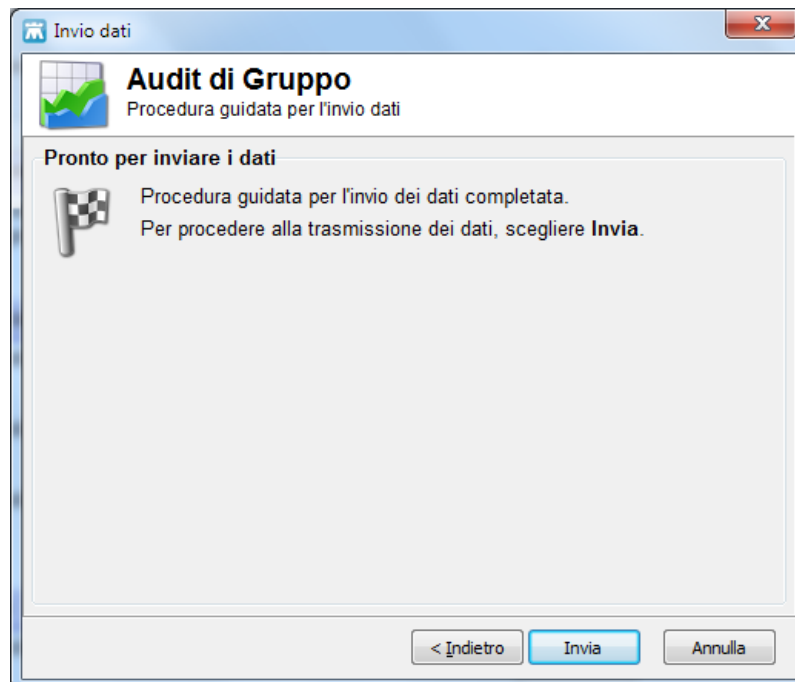 Invio dati
Audit di Gruppo
Procedura guidata per l'invio dati
Pronto per inviare i dati
Procedura guidata per l'invio dei dati completata.
Per procedere alla trasmissione dei dati, scegliere Invia.
< Indietro
Invia
Annulla